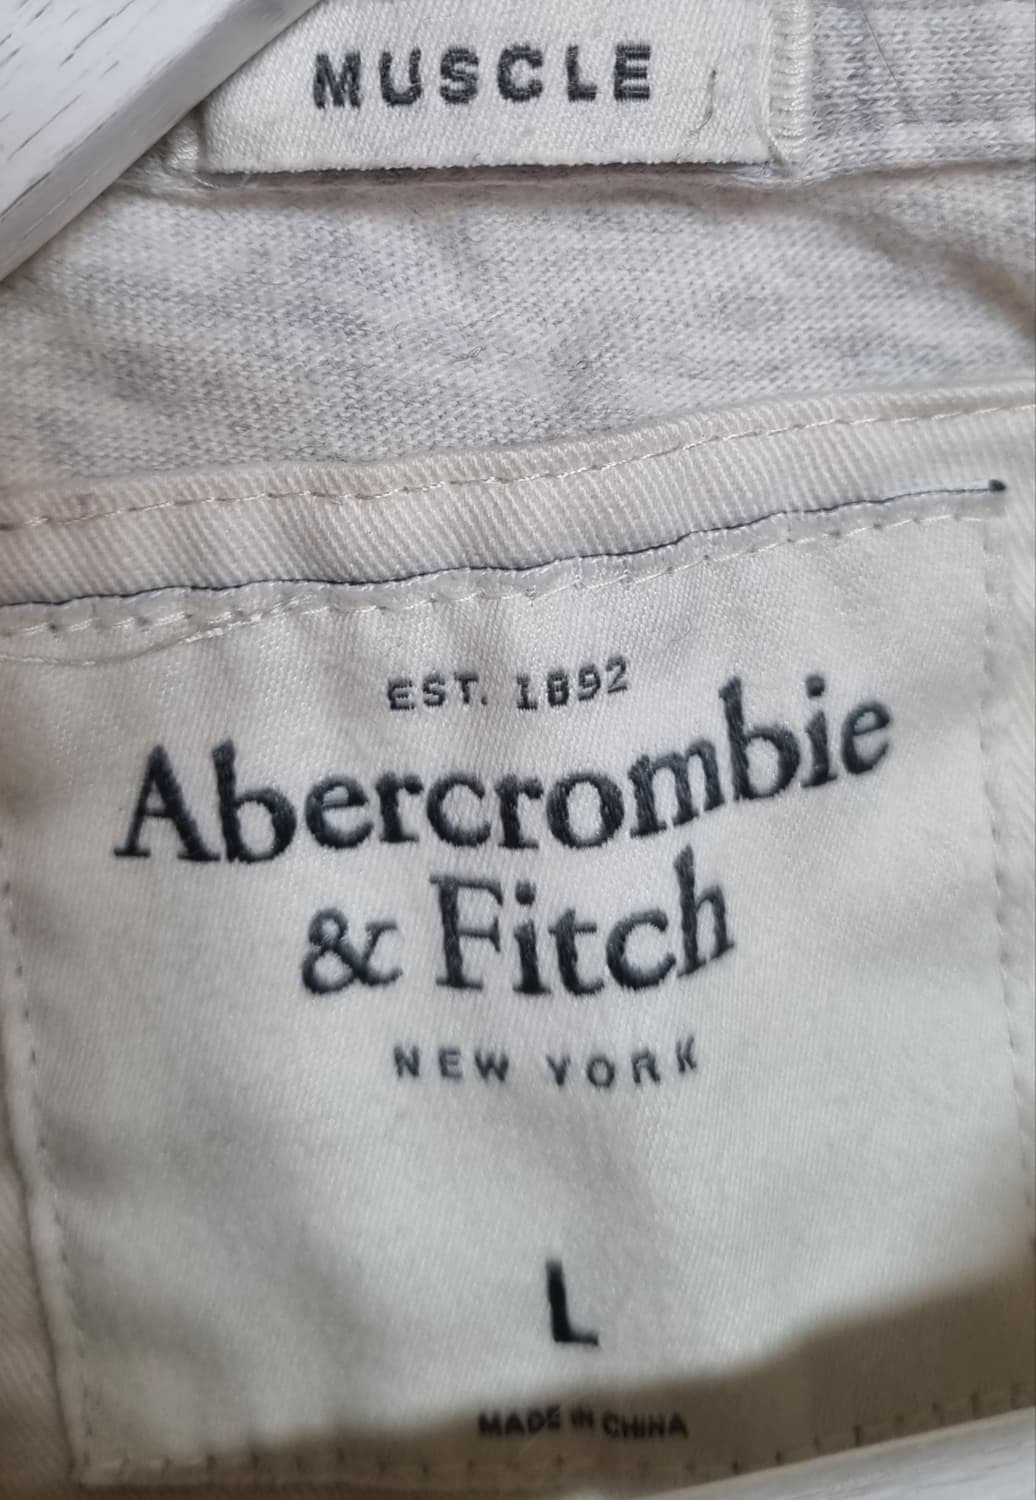 MUSCLE
EST. 1892
Abercrombie
& Fitch
NEW YORK
L
MADE IN CHINA